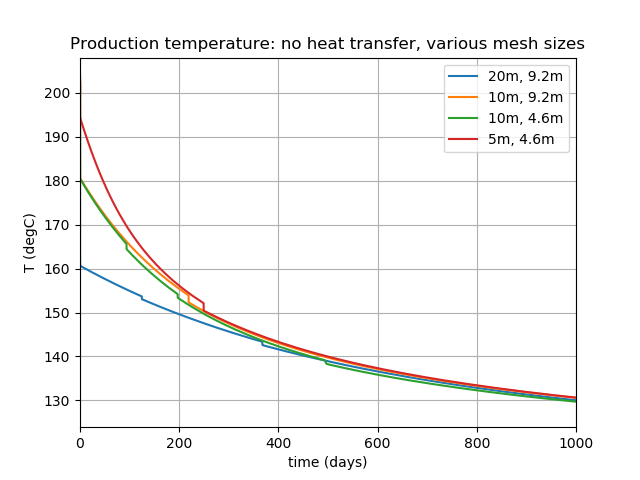 Production temperature: no heat transfer, various mesh sizes
20m, 9.2m
10m, 9.2m
10m, 4.6m
5m, 4.6m
T (degC)
200
190
180
170
160
150
140
130
0 200 400 600 800 1000
time (days)